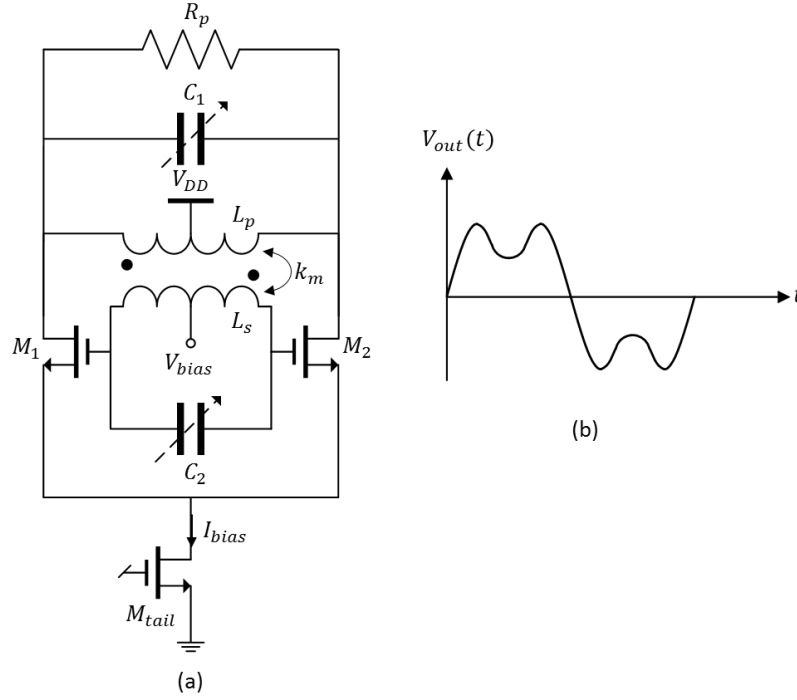 R_p
C_1
V_DD
L_p
k_m
L_s
M_1
M_2
V_bias
C_2
I_bias
M_tail
(a)
V_out(t)
t
(b)